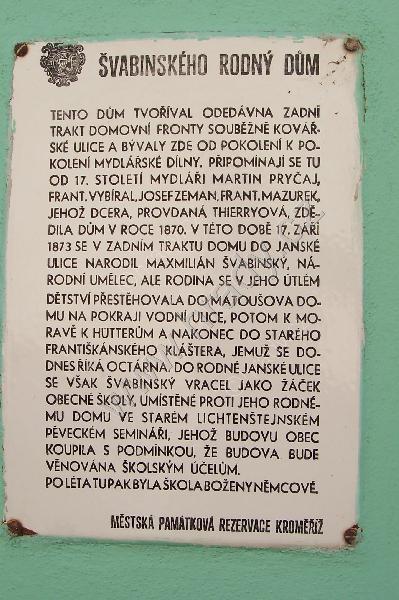 ŠVABINSKÉHO RODNÝ DŮM
TENTO DŮM TVOŘÍVAL ODEDÁVNA ZADNÍ
TRAKT DOMOVNÍ FRONTY SOUBĚŽNÉ KOVÁŘ-
SKÉ ULICE A BÝVALY ZDE OD POKOLENÍ K PO-
KOLENÍ MYDLÁŘSKÉ DÍLNY. PŘIPOMÍNAJÍ SE TU
OD 17. STOLETÍ MYDLÁŘI MARTIN PRYČAJ,
FRANT. VYBÍRAL, JOSEF ZEMAN, FRANT. MAZUREK,
JEHOŽ DCERA, PROVDANÁ THIERRYOVÁ, ZDĚ-
DILA DŮM V ROCE 1870. V TÉTO DOBĚ 17. ZÁŘÍ
1873 SE V ZADNÍM TRAKTU DOMU DO JÁNSKÉ
ULICE NARODIL MAXMILIÁN ŠVABINSKÝ, NÁ-
RODNÍ UMĚLEC, ALE RODINA SE V JEHO ÚTLÉM
DĚTSTVÍ PŘESTĚHOVALA DO MATOUŠOVA DO-
MU NA POKRAJI VODNÍ ULICE, POTOM K MO-
RAVĚ K HUTTERŮM A NAKONEC DO STARÉHO
FRANTIŠKÁNSKÉHO KLÁŠTERA, JEMUŽ SE DO-
DNES ŘÍKÁ OCTÁRNA. DO RODNÉ JÁNSKÉ ULICE
SE VŠAK ŠVABINSKÝ VRACEL JAKO ŽÁČEK
OBECNÉ ŠKOLY, UMÍSTĚNÉ PROTI JEHO RODNÉ-
MU DOMU VE STARÉM LICHTENŠTEJNSKÉM
PĚVECKÉM SEMINÁŘI, JEHOŽ BUDOVU OBEC
KOUPILA S PODMÍNKOU, ŽE BUDOVA BUDE
VĚNOVÁNA ŠKOLSKÝM ÚČELŮM.
PO LÉTA TU PAK BYLA ŠKOLA BOŽENY NĚMCOVÉ.
MĚSTSKÁ PAMÁTKOVÁ REZERVACE KROMĚŘÍŽ